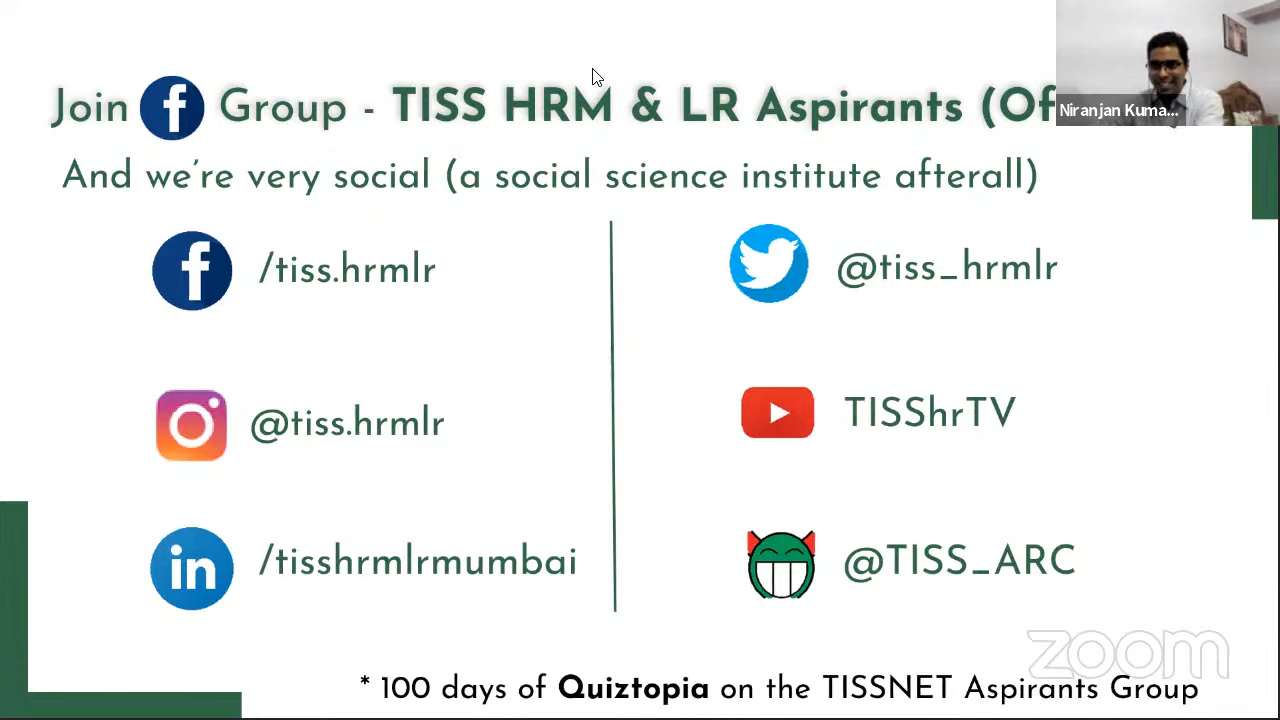 Join f Group - TISS HRM & LR Aspirants (Of
Niranjan Kuma...
And we're very social (a social science institute afterall)
/tiss.hrmlr
@tiss_hrmlr
@tiss.hrmlr
TISShrTV
in /tisshrmlrmumbai
@TISS_ARC
zoom
* 100 days of Quiztopia on the TISSNET Aspirants Group